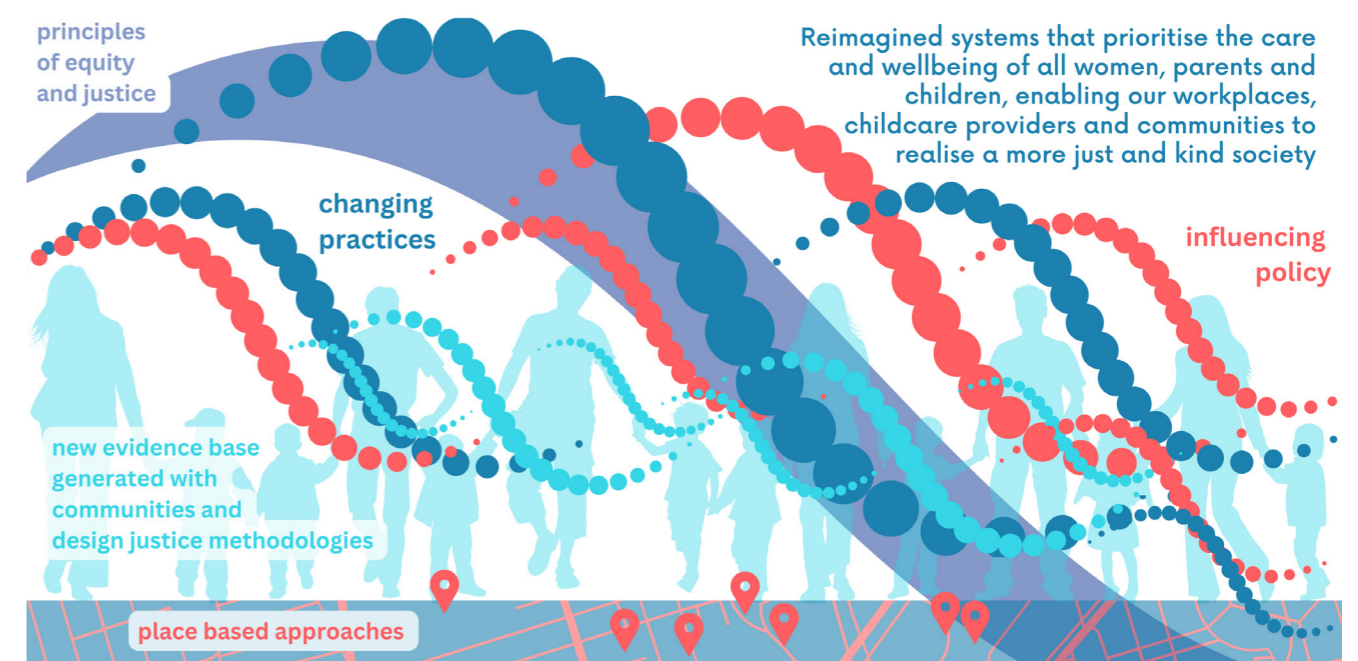 principles
of equity
and justice
Reimagined systems that prioritise the care
and wellbeing of all women, parents and
children, enabling our workplaces,
childcare providers and communities to
realise a more just and kind society
changing
practices
influencing
policy
new evidence base
generated with
communities and
design justice methodologies
place based approaches